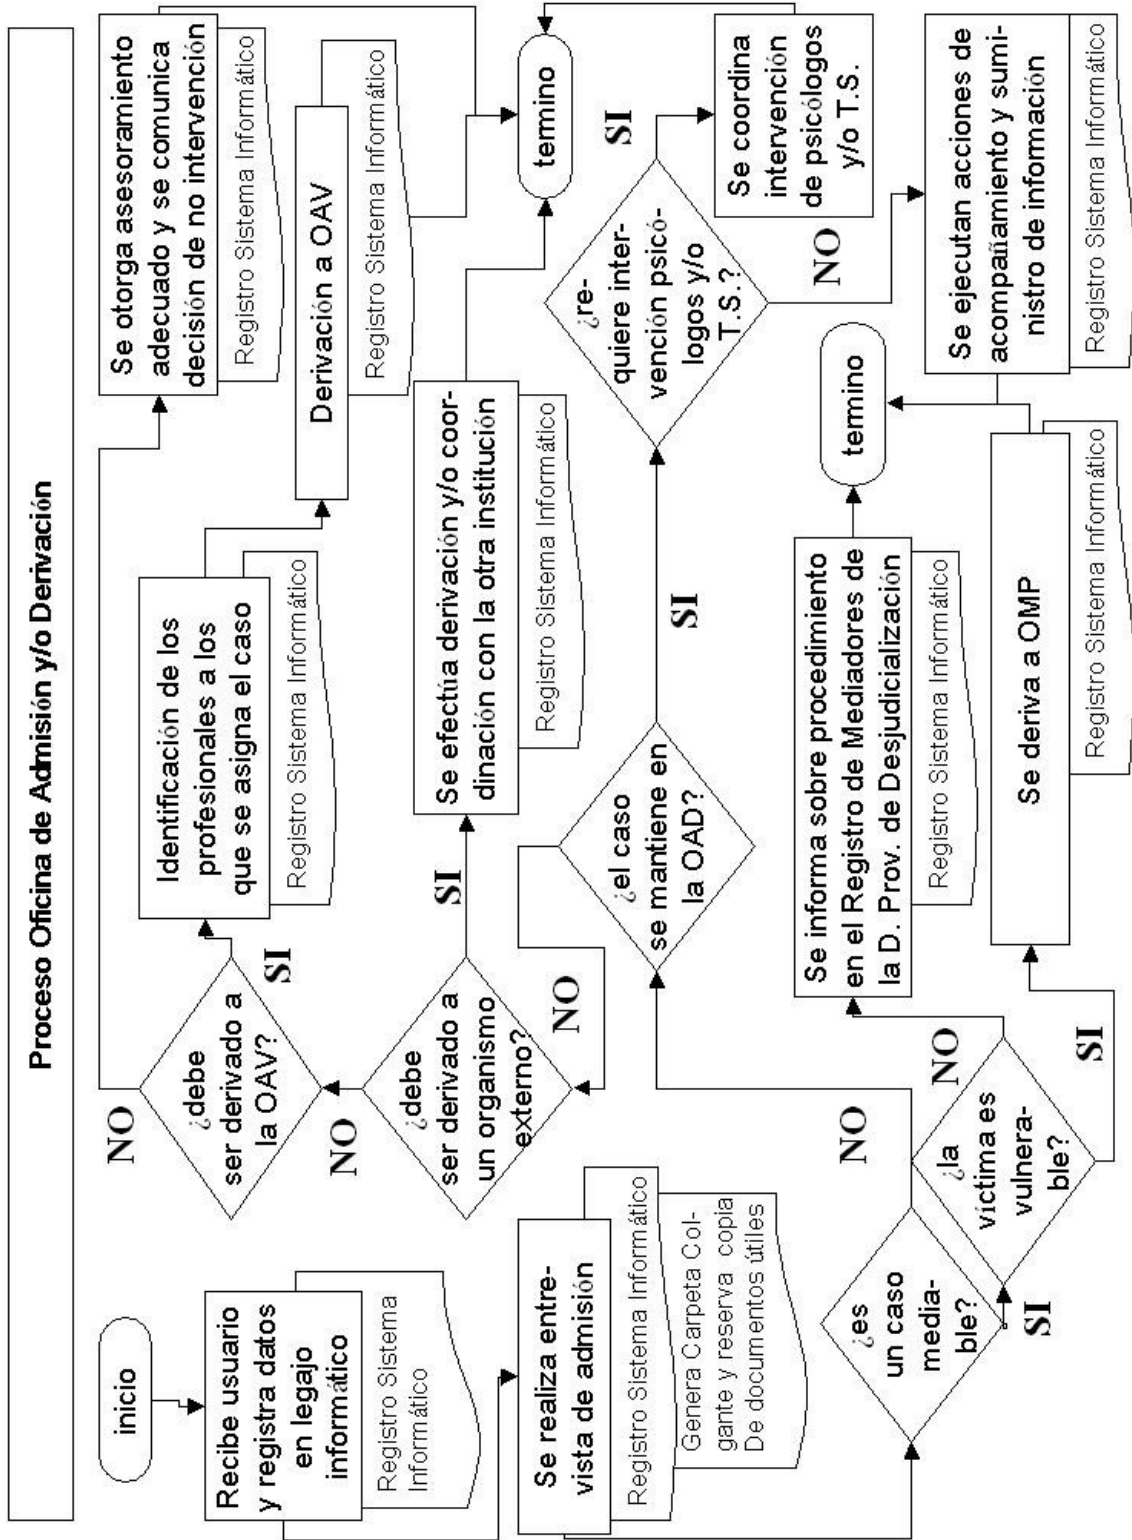 Proceso Oficina de Admisión y/o Derivación
inicio
Recibe usuario
y registra datos
en legajo
informático
Registro Sistema
Informático
Se realiza entre-
vista de admisión
Registro Sistema Informático
Genera Carpeta Col-
gante y reserva copia
De documentos útiles
¿es
un caso
media-
ble?
SI
NO
¿la
víctima es
vulnera-
ble?
NO
SI
Se informa sobre procedimiento
en el Registro de Mediadores de
la D. Prov. de Desjudicialización
Registro Sistema Informático
Se deriva a OMP
Registro Sistema Informático
termino
¿el caso
se mantiene en
la OAD?
SI
NO
¿re-
quiere inter-
vención psicó-
logos y/o
T.S.?
SI
NO
Se coordina
intervención
de psicólogos
y/o T.S.
Se ejecutan acciones de
acompañamiento y sumi-
nistro de información
Registro Sistema Informático
¿debe
ser derivado a
un organismo
externo?
SI
NO
Se efectúa derivación y/o coor-
dinación con la otra institución
Registro Sistema Informático
¿debe
ser derivado a
la OAV?
SI
NO
Identificación de los
profesionales a los
que se asigna el caso
Registro Sistema Informático
Derivación a OAV
Registro Sistema Informático
Se otorga asesoramiento
adecuado y se comunica
decisión de no intervención
Registro Sistema Informático
termino